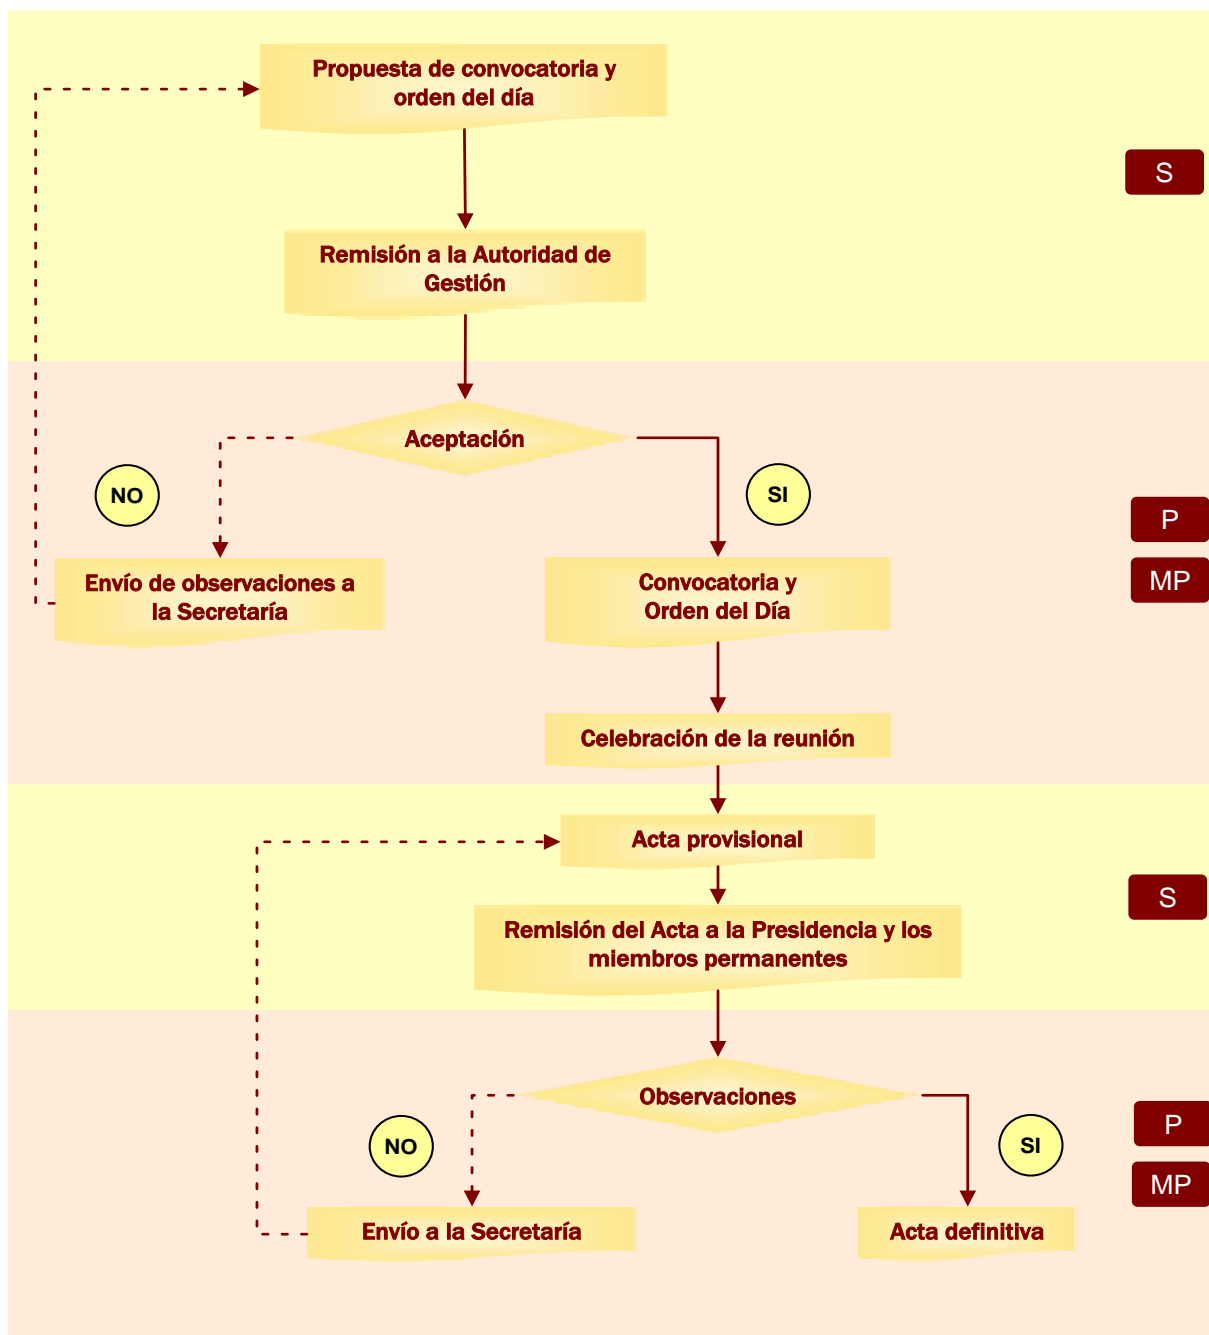 Propuesta de convocatoria y
orden del día
S
Remisión a la Autoridad de
Gestión
Aceptación
NO
SI
P
MP
Envío de observaciones a
la Secretaría
Convocatoria y
Orden del Día
Celebración de la reunión
Acta provisional
S
Remisión del Acta a la Presidencia y los
miembros permanentes
Observaciones
NO
SI
P
MP
Envío a la Secretaría
Acta definitiva